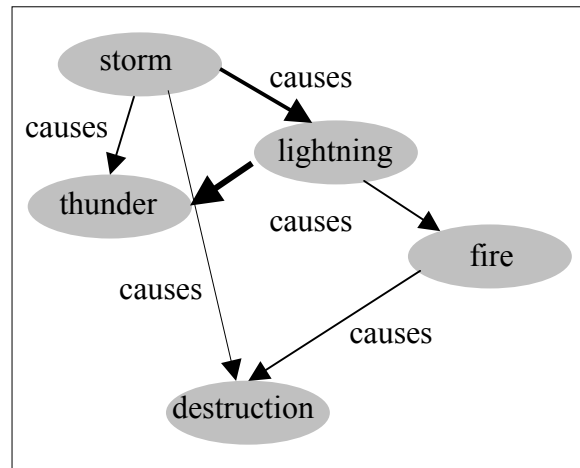 storm
causes
causes
lightning
thunder
causes
fire
causes
causes
destruction